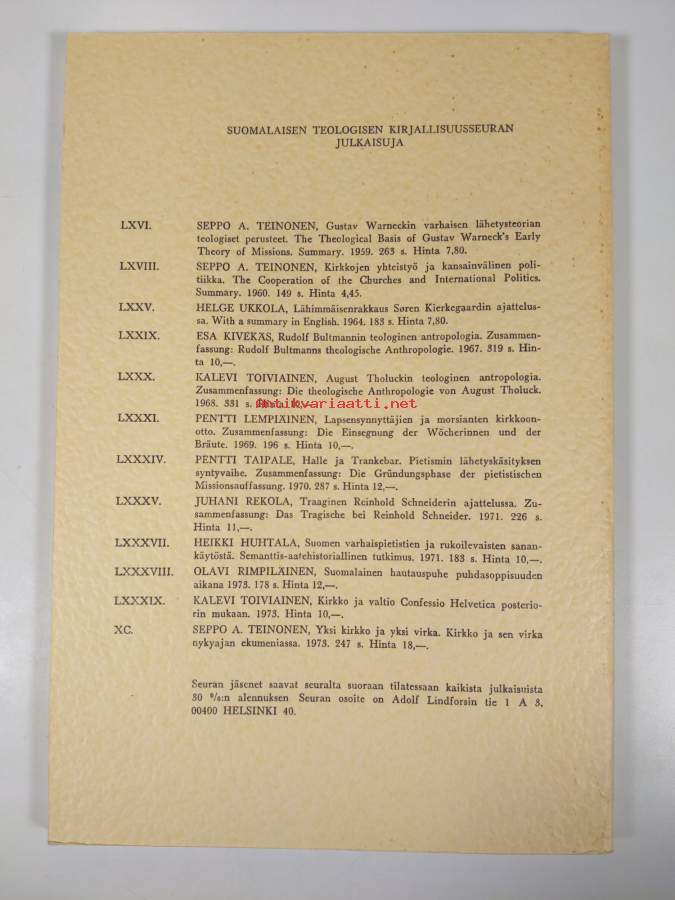 SUOMALAISEN TEOLOGISEN KIRJALLISUUSSEURAN
JULKAISUJA
LXVI. SEPPO A. TEINONEN, Gustav Warneckin varhaisen lähetysteorian
teologiset perusteet. The Theological Basis of Gustav Warneck's Early
Theory of Missions. Summary. 1959. 263 s. Hinta 7,80.
LXVIII. SEPPO A. TEINONEN, Kirkkojen yhteistyö ja kansainvälinen poli-
tiikka. The Cooperation of the Churches and International Politics.
Summary. 1960. 149 s. Hinta 4,45.
LXXV. HELGE UKKOLA, Lähimmäisenrakkaus Søren Kierkegaardin ajattelus-
sa. With a summary in English. 1964. 183 s. Hinta 7,80.
LXXIX. ESA KIVEKÄS, Rudolf Bultmannin teologinen antropologia. Zusammen-
fassung: Rudolf Bultmanns theologische Anthropologie. 1967. 319 s. Hin-
ta 10,—.
LXXX. KALEVI TOIVIAINEN, August Tholuckin teologinen antropologia.
Zusammenfassung: Die theologische Anthropologie von August Tholuck.
1968. 331 s. Hinta 10,—.
antikvariaatti.net
LXXXI. PENTTI LEMPIÄINEN, Lapsensynnyttäjien ja morsianten kirkkoon-
otto. Zusammenfassung: Die Einsegnung der Wöcherinnen und der
Bräute. 1969. 196 s. Hinta 10,—.
LXXXIV. PENTTI TAIPALE, Halle ja Trankebar. Pietismin lähetyskäsityksen
syntyvaihe. Zusammenfassung: Die Gründungsphase der pietistischen
Missionsauffassung. 1970. 287 s. Hinta 12,—.
LXXXV. JUHANI REKOLA, Traaginen Reinhold Schneiderin ajattelussa. Zu-
sammenfassung: Das Tragische bei Reinhold Schneider. 1971. 226 s.
Hinta 11,—.
LXXXVII. HEIKKI HUHTALA, Suomen varhaispietistien ja rukoilevaisten sanan-
käytöstä. Semanttis-aatehistoriallinen tutkimus. 1971. 183 s. Hinta 10,—.
LXXXVIII. OLAVI RIMPILÄINEN, Suomalainen hautauspuhe puhdasoppisuuden
aikana 1973. 178 s. Hinta 12,—.
LXXXIX. KALEVI TOIVIAINEN, Kirkko ja valtio Confessio Helvetica posterio-
rin mukaan. 1973. Hinta 10,—.
XC. SEPPO A. TEINONEN, Yksi kirkko ja yksi virka. Kirkko ja sen virka
nykyajan ekumeniassa. 1973. 247 s. Hinta 18,—.
Seuran jäsenet saavat seuralta suoraan tilatessaan kaikista julkaisuista
30 %:n alennuksen Seuran osoite on Adolf Lindforsin tie 1 A 3.
00400 HELSINKI 40.